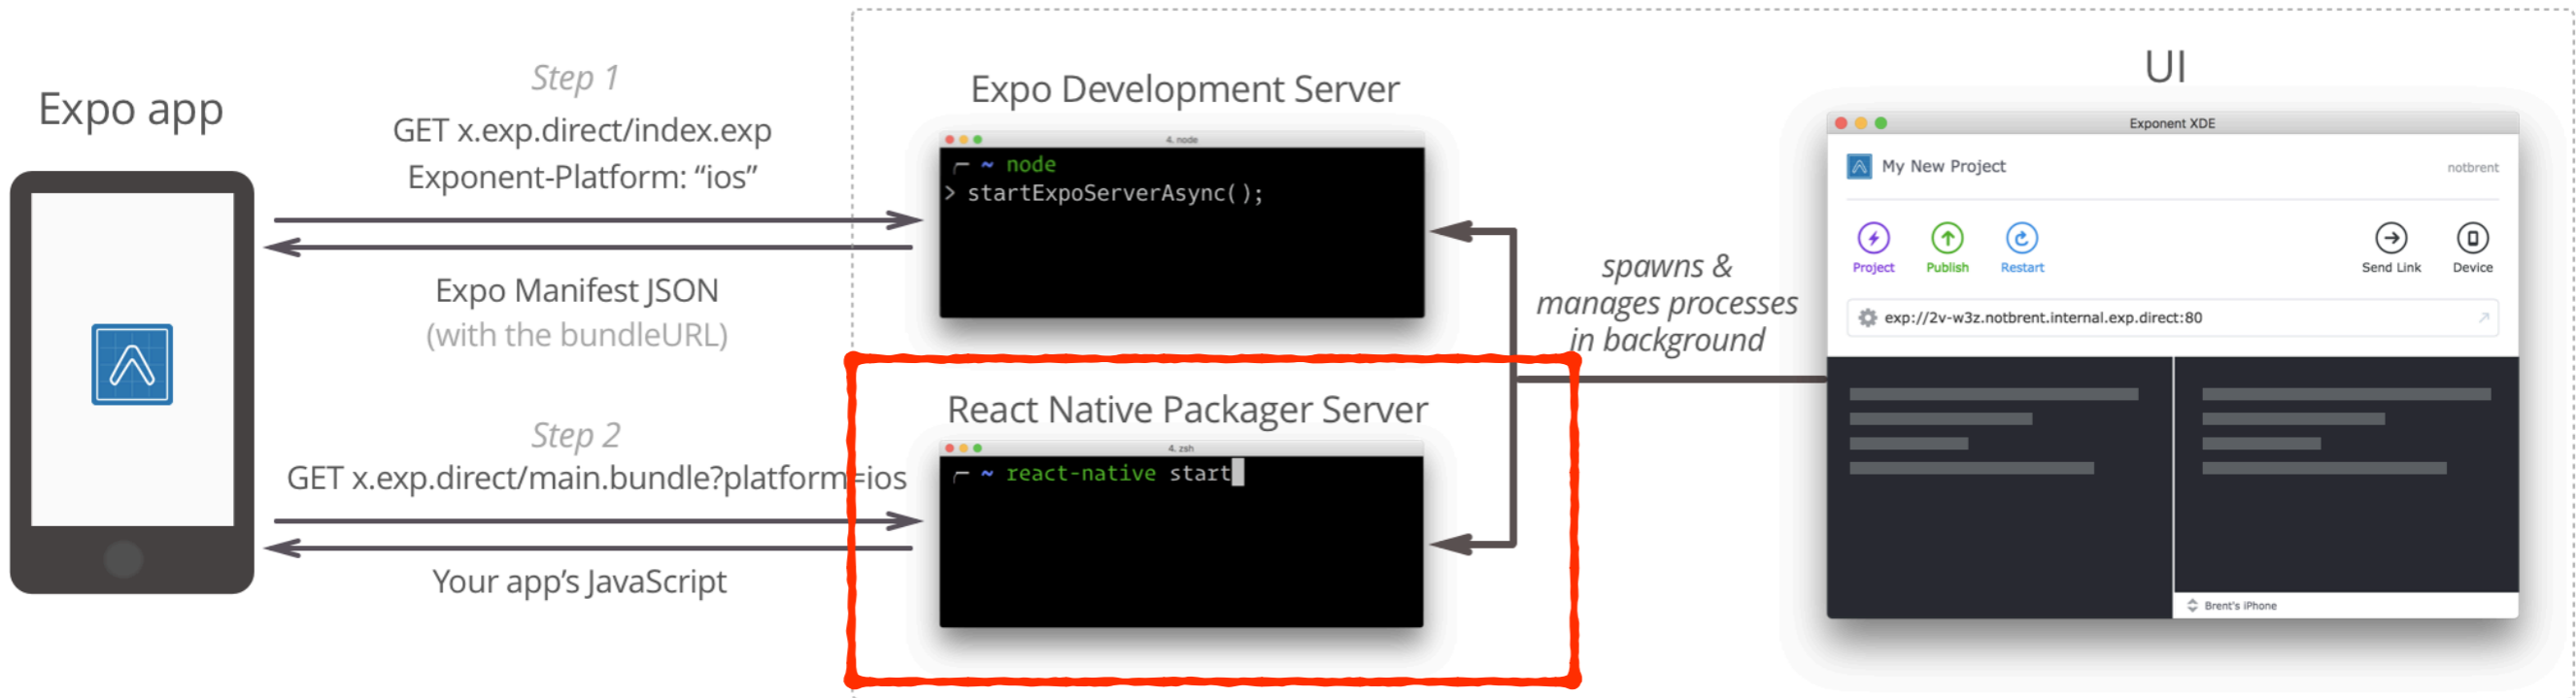 Expo app
Step 1
GET x.exp.direct/index.exp
Exponent-Platform: “ios”
Expo Manifest JSON
(with the bundleURL)
Step 2
GET x.exp.direct/main.bundle?platform=ios
Your app’s JavaScript
Expo Development Server
4. node
~ node
> startExpoServerAsync();
React Native Packager Server
4. zsh
~ react-native start
spawns &
manages processes
in background
UI
Exponent XDE
My New Project
notbrent
Project
Publish
Restart
Send Link
Device
exp://2v-w3z.notbrent.internal.exp.direct:80
Brent's iPhone